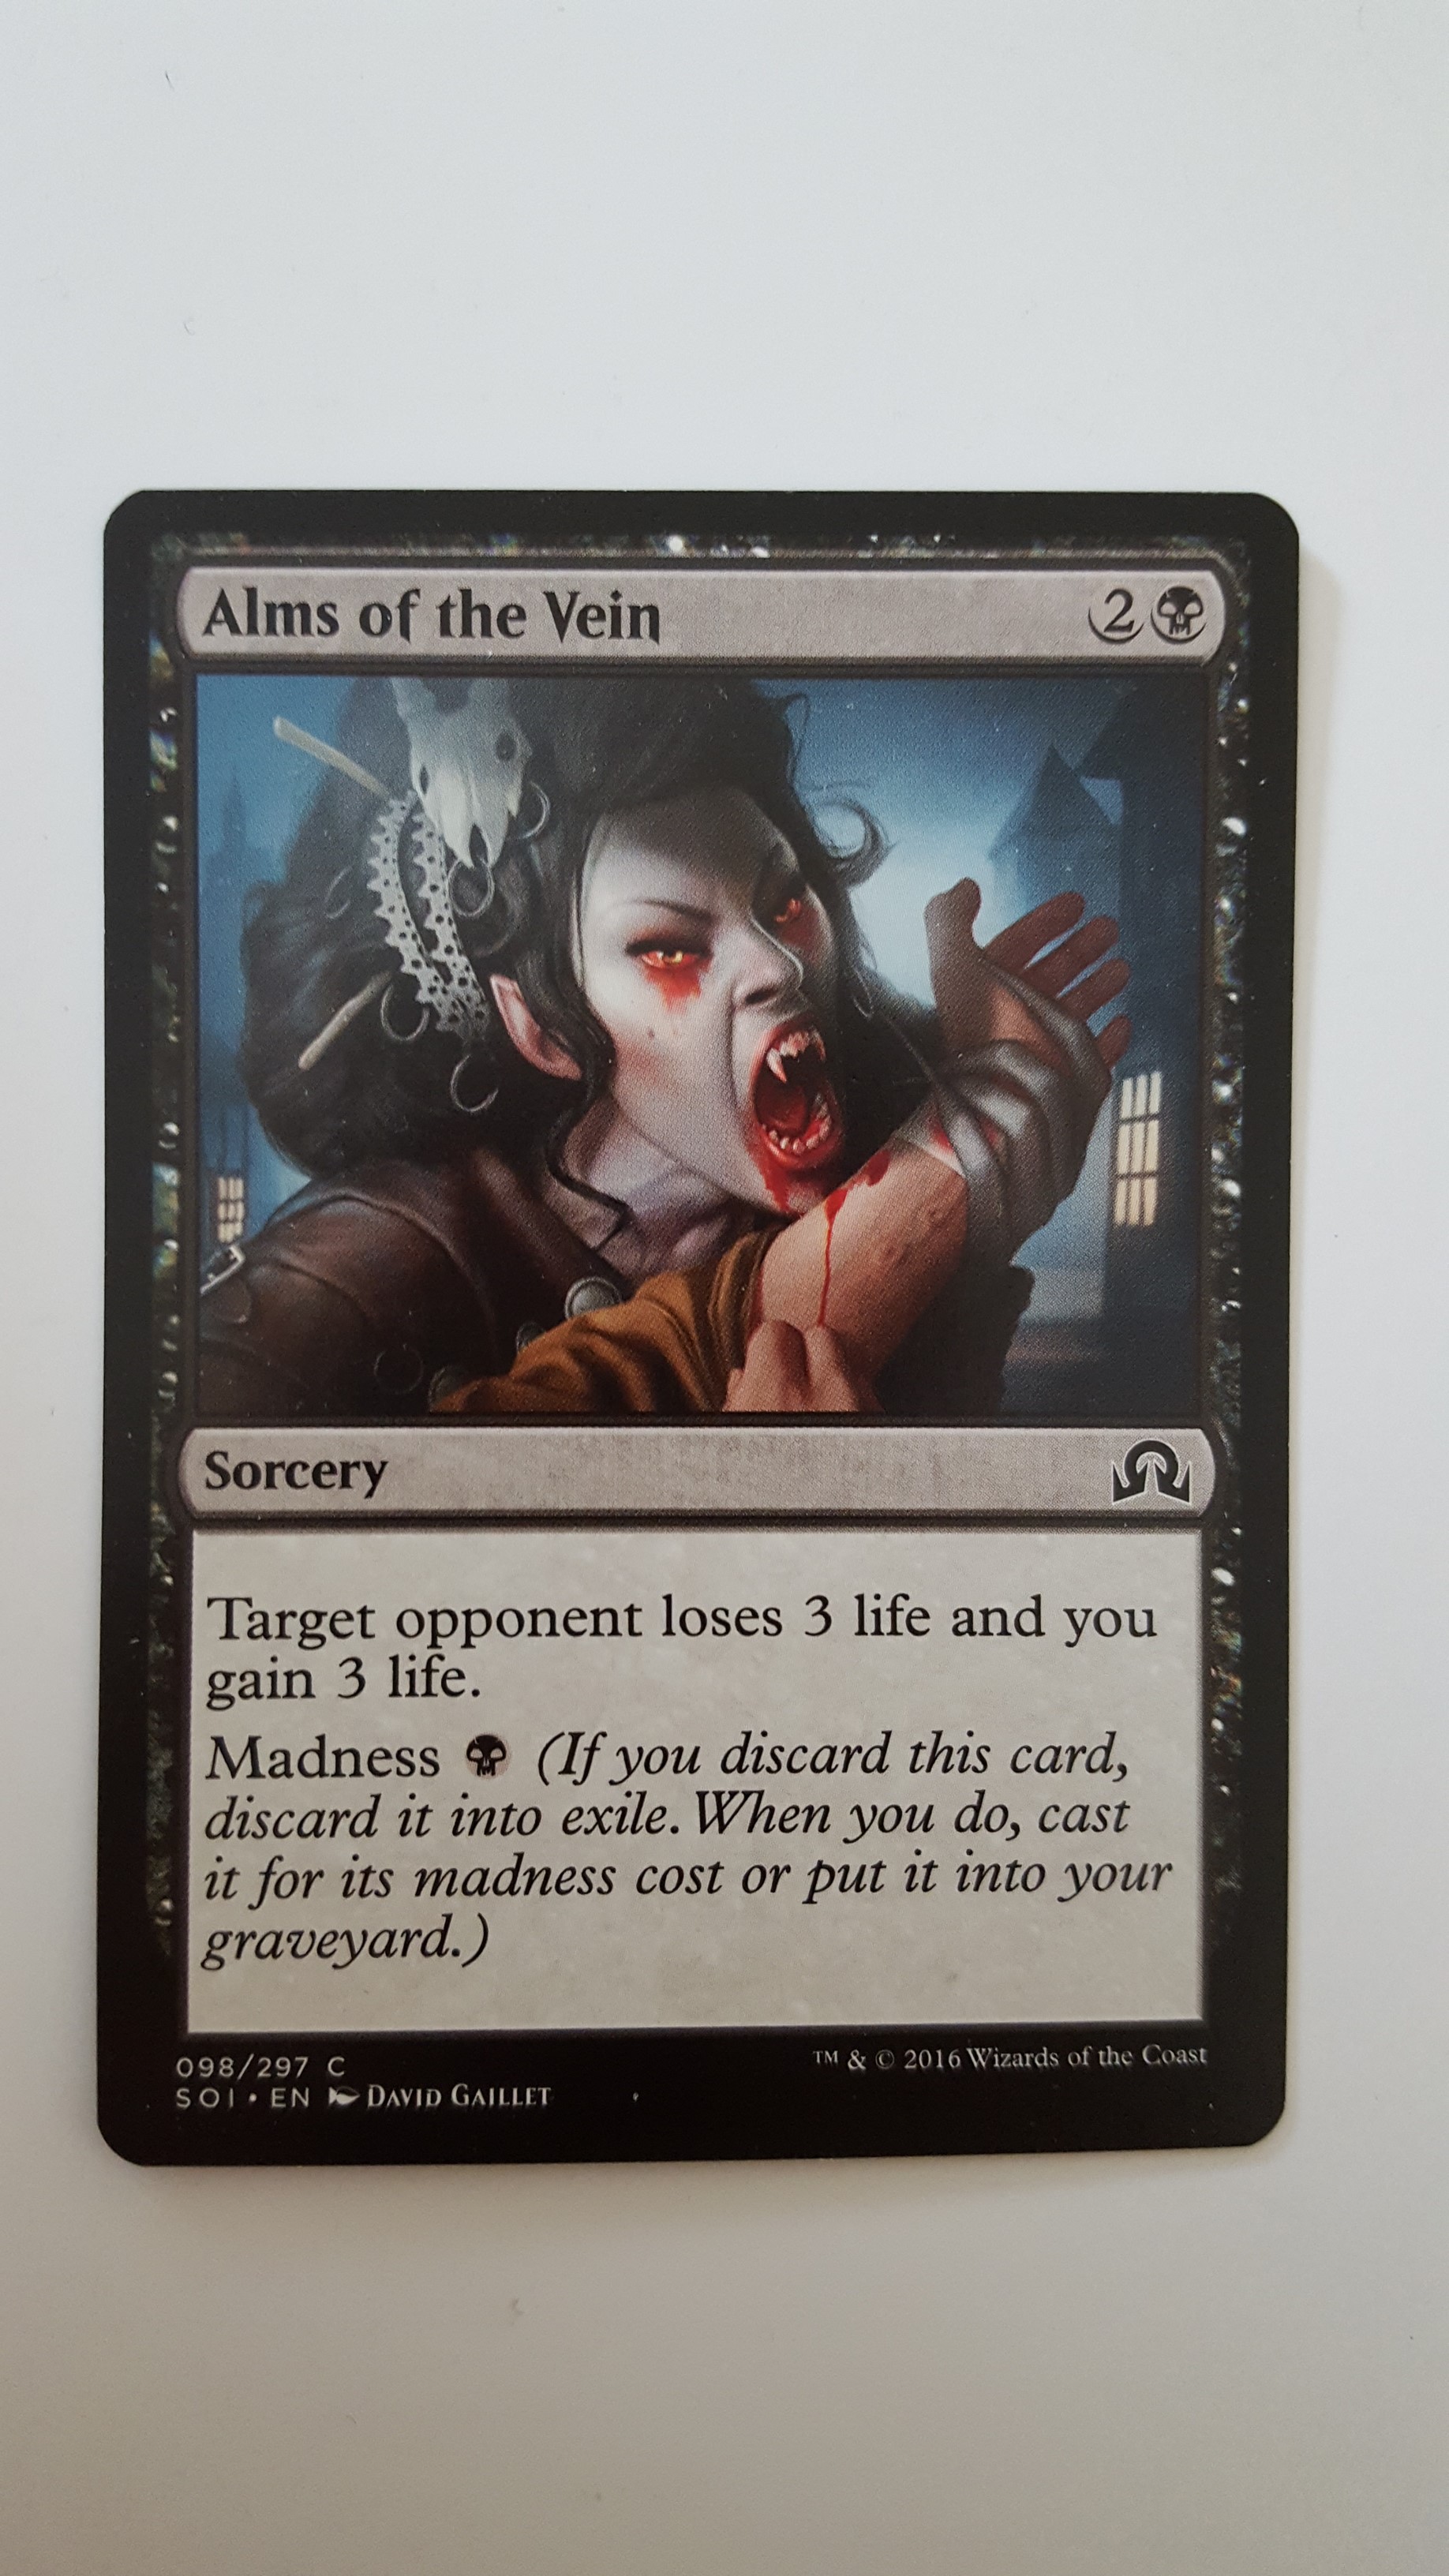 Alms of the Vein 2
Sorcery
Target opponent loses 3 life and you
gain 3 life.
Madness (If you discard this card,
discard it into exile. When you do, cast
it for its madness cost or put it into your
graveyard.)
098/297 C
SOI • EN DAVID GAILLET
™ & © 2016 Wizards of the Coast